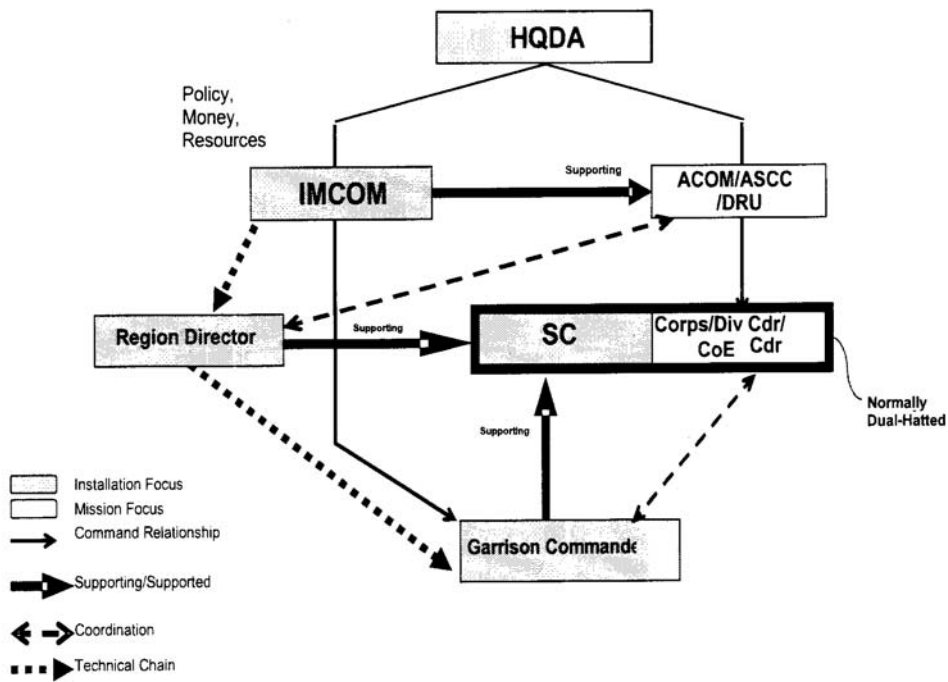 HQDA
Policy,
Money,
Resources
IMCOM
Supporting
ACOM/ASCC
/DRU
Region Director
Supporting
SC
Corps/Div Cdr/
CoE Cdr
Normally
Dual-Hatted
Supporting
Installation Focus
Mission Focus
Command Relationship
Garrison Commande
Supporting/Supported
Coordination
Technical Chain